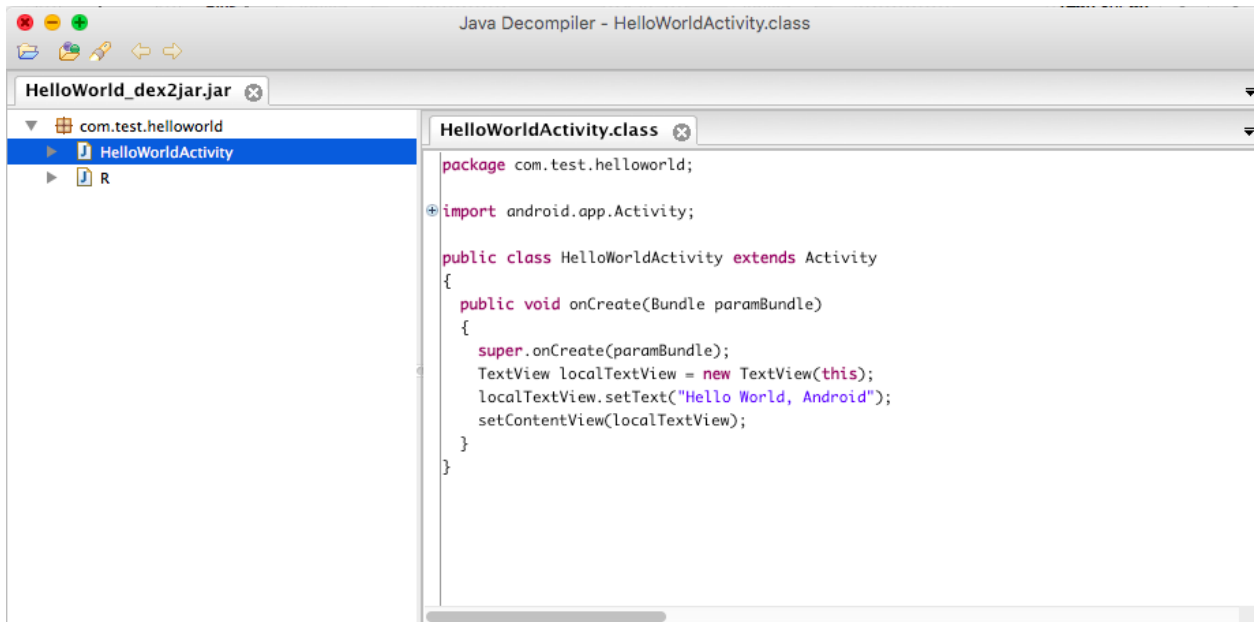 Java Decompiler - HelloWorldActivity.class
HelloWorld_dex2jar.jar
com.test.helloworld
HelloWorldActivity
R
HelloWorldActivity.class
package com.test.helloworld;
import android.app.Activity;
public class HelloWorldActivity extends Activity
{
public void onCreate(Bundle paramBundle)
{
super.onCreate(paramBundle);
TextView localTextView = new TextView(this);
localTextView.setText("Hello World, Android");
setContentView(localTextView);
}
}